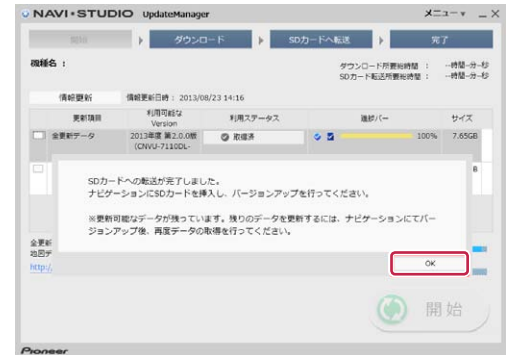 NAVI•STUDIO UpdateManager
メニュー
開始
ダウンロード
SDカードへ転送
完了
機種名 :
ダウンロード所要総時間 : --時間--分--秒
SDカード転送所要総時間 : --時間--分--秒
情報更新
情報更新日時 : 2013/08/23 14:16
更新項目
利用可能な
Version
利用ステータス
進捗バー
サイズ
全更新データ
2013年度 第2.0.0版
(CNVU-7110DL-
取得済
100%
7.65GB
SDカードへの転送が完了しました。
ナビゲーションにSDカードを挿入し、バージョンアップを行ってください。
※更新可能なデータが残っています。残りのデータを更新するには、ナビゲーションにてバー
ジョンアップ後、再度データの取得を行ってください。
OK
全更新
地図デ
http:/
開始
Pioneer